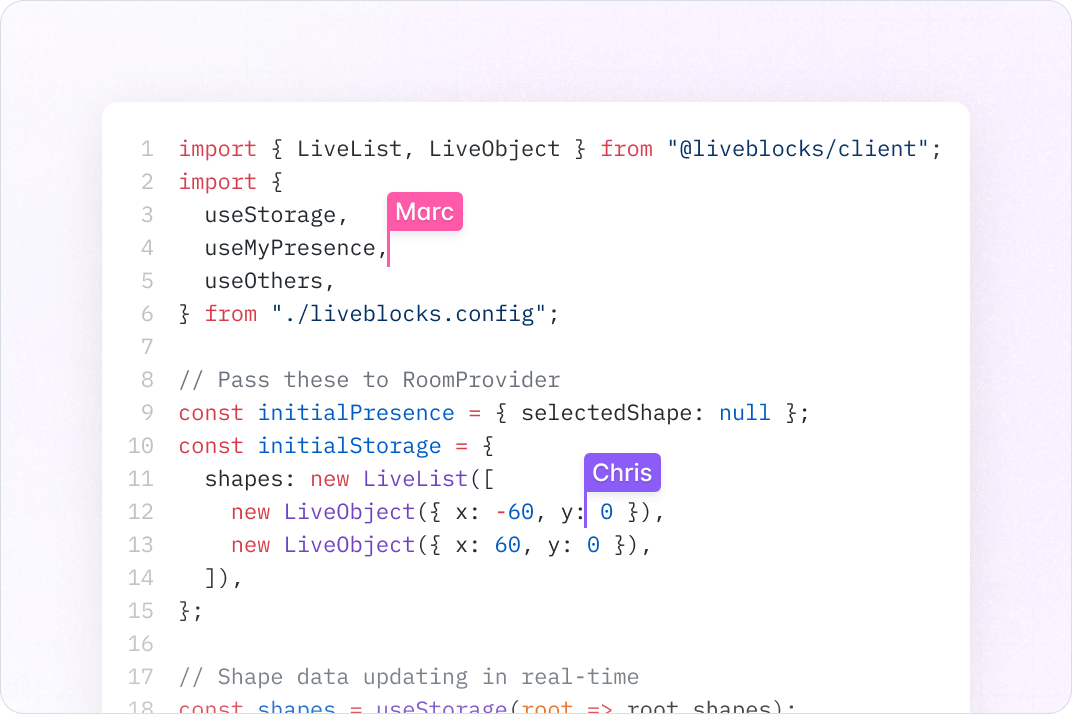 1 import { LiveList, LiveObject } from "@liveblocks/client";
2 import {
3   useStorage,
Marc
4   useMyPresence,
5   useOthers,
6 } from "./liveblocks.config";
7
8 // Pass these to RoomProvider
9 const initialPresence = { selectedShape: null };
10 const initialStorage = {
11   shapes: new LiveList([
Chris
12     new LiveObject({ x: -60, y: 0 }),
13     new LiveObject({ x: 60, y: 0 }),
14   ]),
15 };
16
17 // Shape data updating in real-time
18 const shapes = useStorage(root => root.shapes);